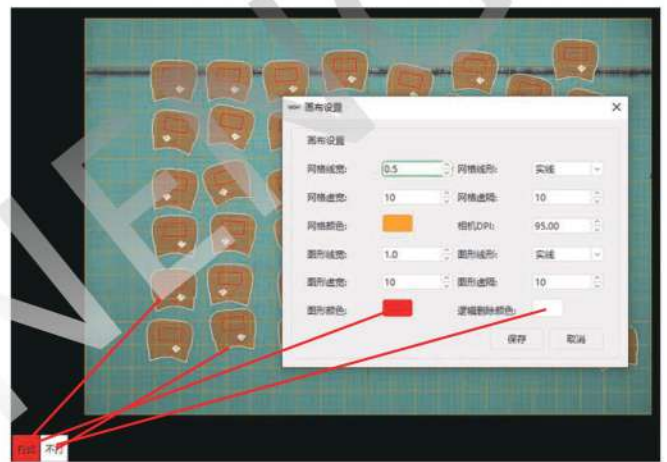 画布设置
画布设置
网格线宽: 0.5 网格线形: 实线
网格虚宽: 10 网格虚隔: 10
网格颜色: 相机DPI: 95.00
图形线宽: 1.0 图形线形: 实线
图形虚宽: 10 图形虚隔: 10
图形颜色: 逻辑删除颜色:
保存 取消
不打